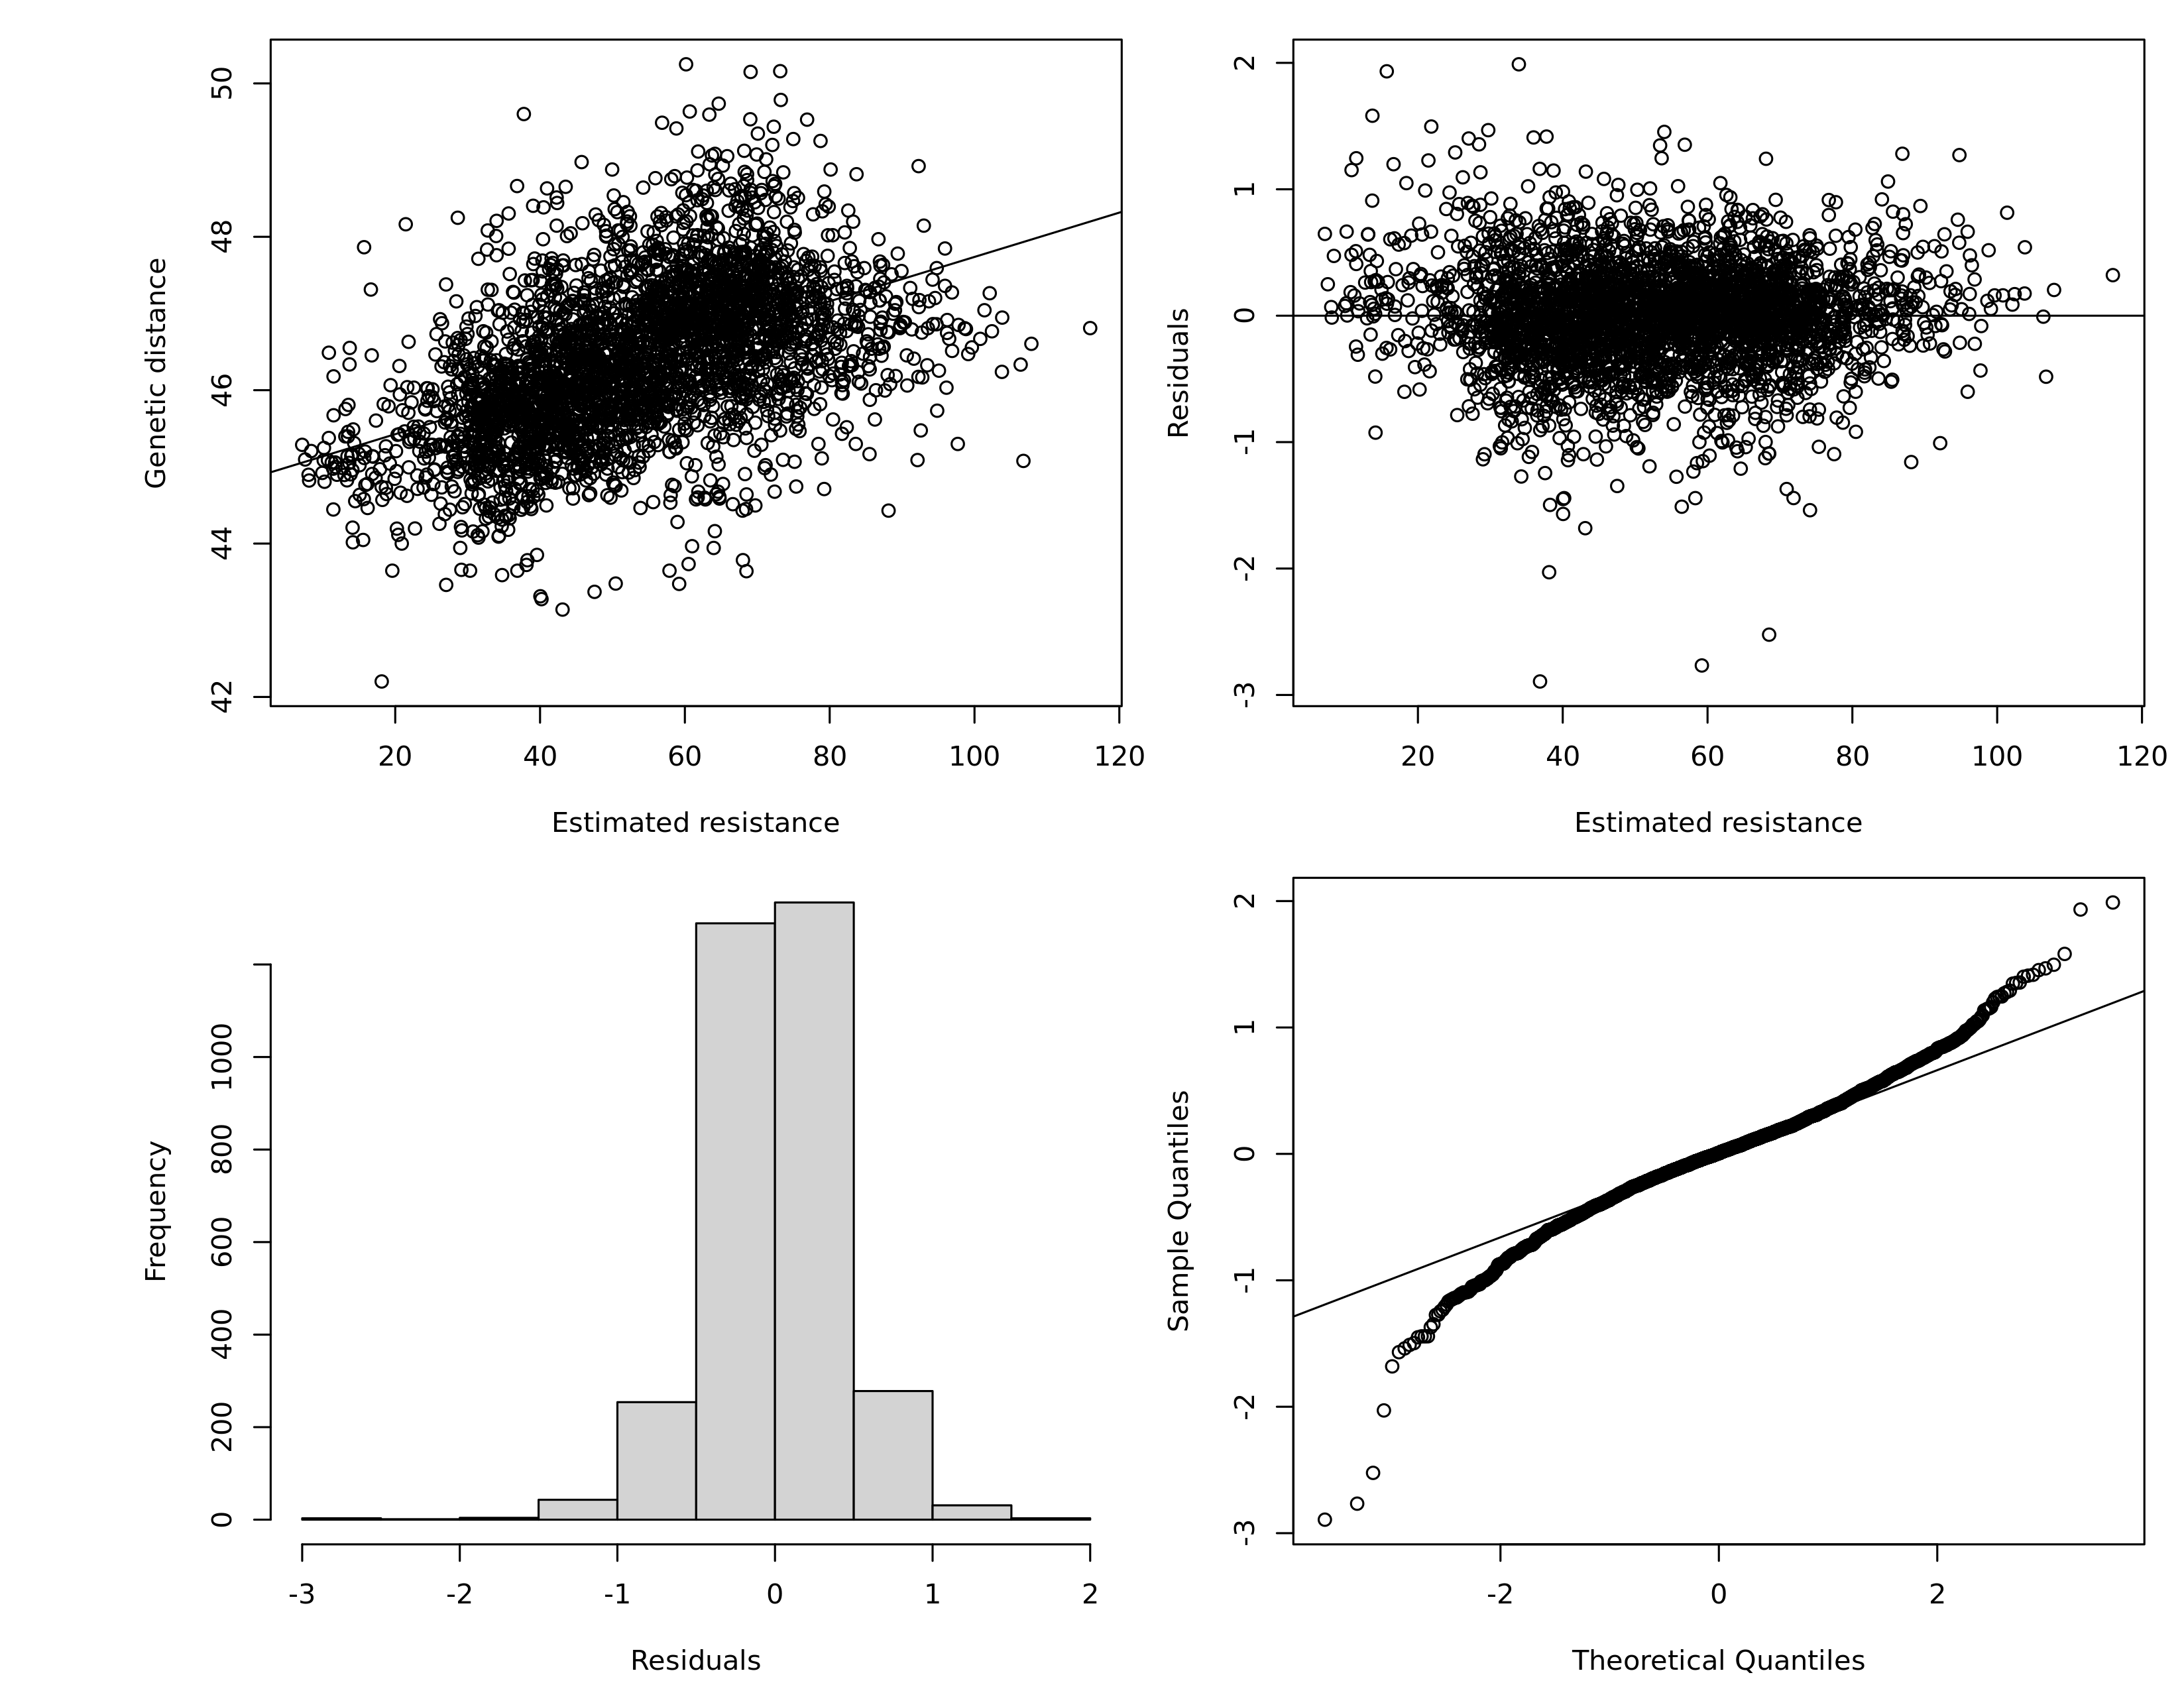 Genetic distance
50
48
46
44
42
20 40 60 80 100 120
Estimated resistance
Residuals
2
1
0
-1
-2
-3
20 40 60 80 100 120
Estimated resistance
Frequency
1000
800
600
400
200
0
-3 -2 -1 0 1 2
Residuals
Sample Quantiles
2
1
0
-1
-2
-3
-2 0 2
Theoretical Quantiles